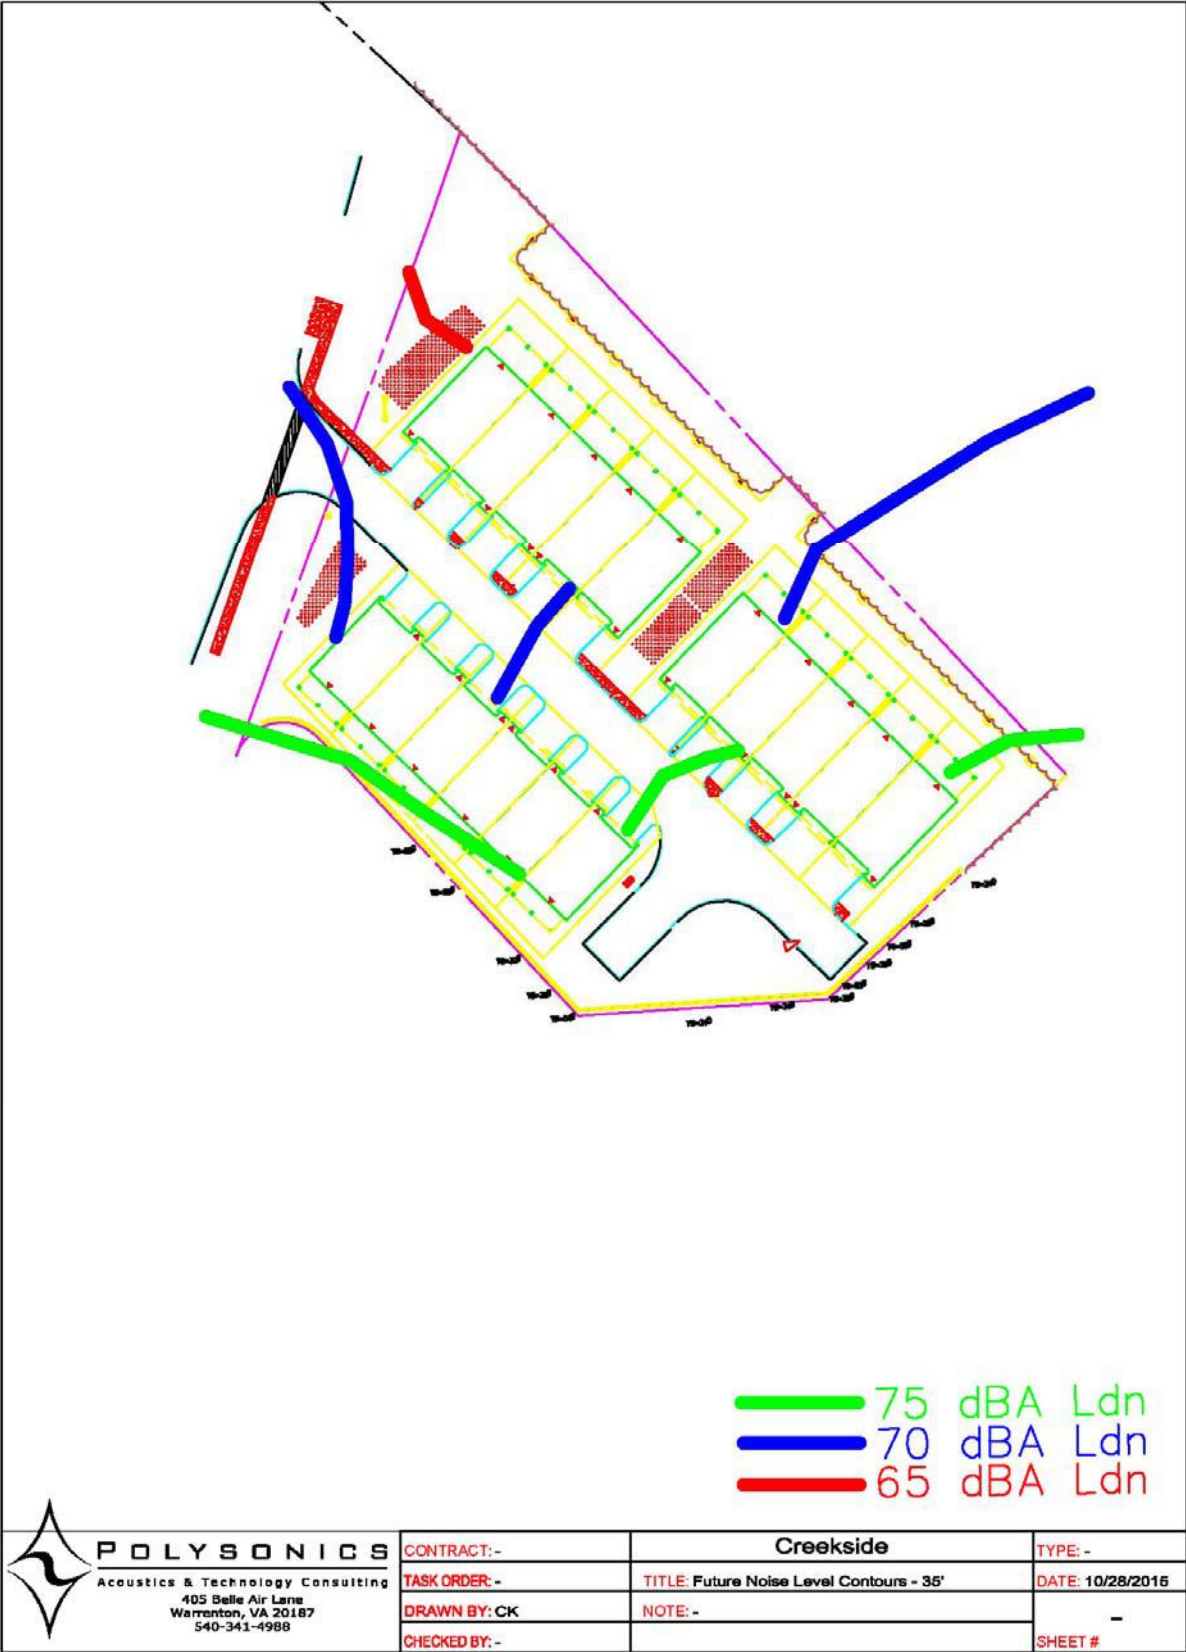 75 dBA Ldn
70 dBA Ldn
65 dBA Ldn
POLYSONICS
Acoustics & Technology Consulting
405 Belle Air Lane
Warrenton, VA 20187
540-341-4988
CONTRACT: -
TASK ORDER: -
DRAWN BY: CK
CHECKED BY: -
Creekside
TITLE: Future Noise Level Contours - 35'
NOTE: -
TYPE: -
DATE: 10/28/2015
-
SHEET #